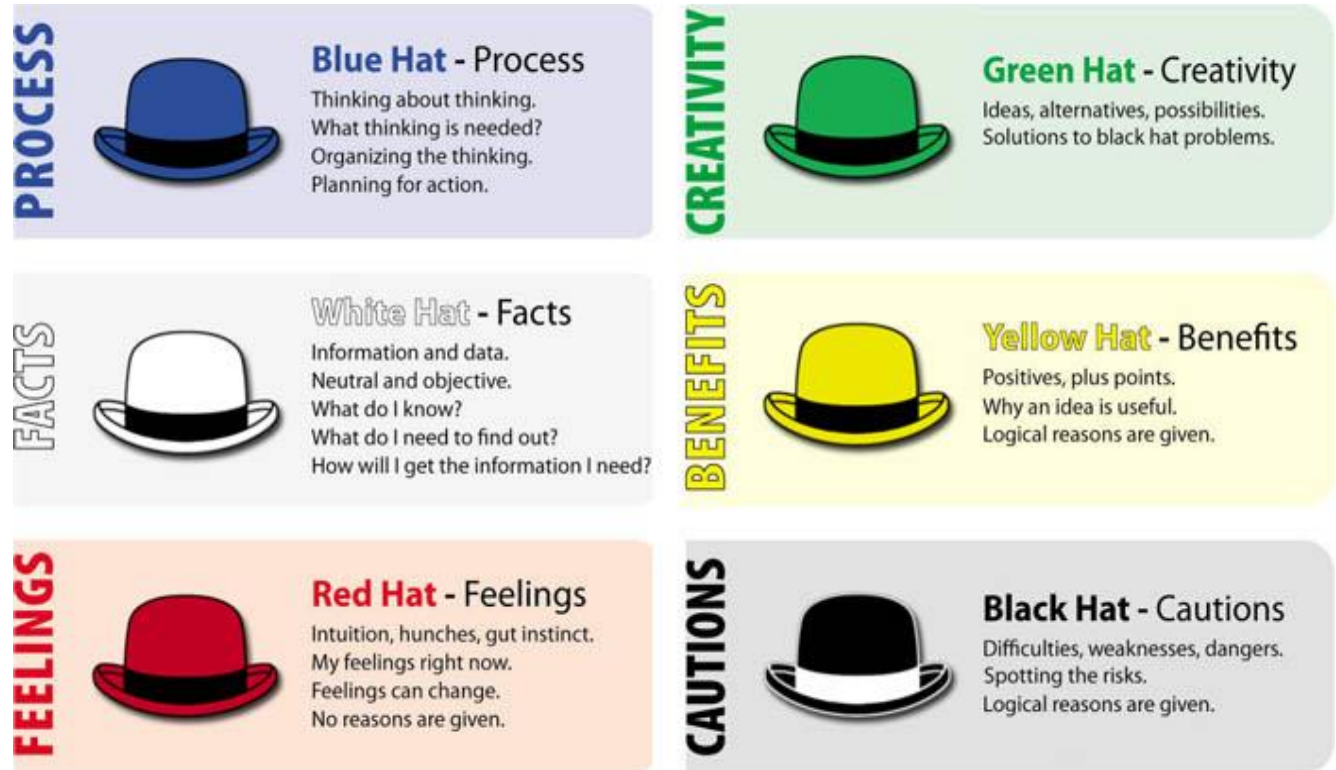 PROCESS
Blue Hat - Process
Thinking about thinking.
What thinking is needed?
Organizing the thinking.
Planning for action.
CREATIVITY
Green Hat - Creativity
Ideas, alternatives, possibilities.
Solutions to black hat problems.
FACTS
White Hat - Facts
Information and data.
Neutral and objective.
What do I know?
What do I need to find out?
How will I get the information I need?
BENEFITS
Yellow Hat - Benefits
Positives, plus points.
Why an idea is useful.
Logical reasons are given.
FEELINGS
Red Hat - Feelings
Intuition, hunches, gut instinct.
My feelings right now.
Feelings can change.
No reasons are given.
CAUTIONS
Black Hat - Cautions
Difficulties, weaknesses, dangers.
Spotting the risks.
Logical reasons are given.